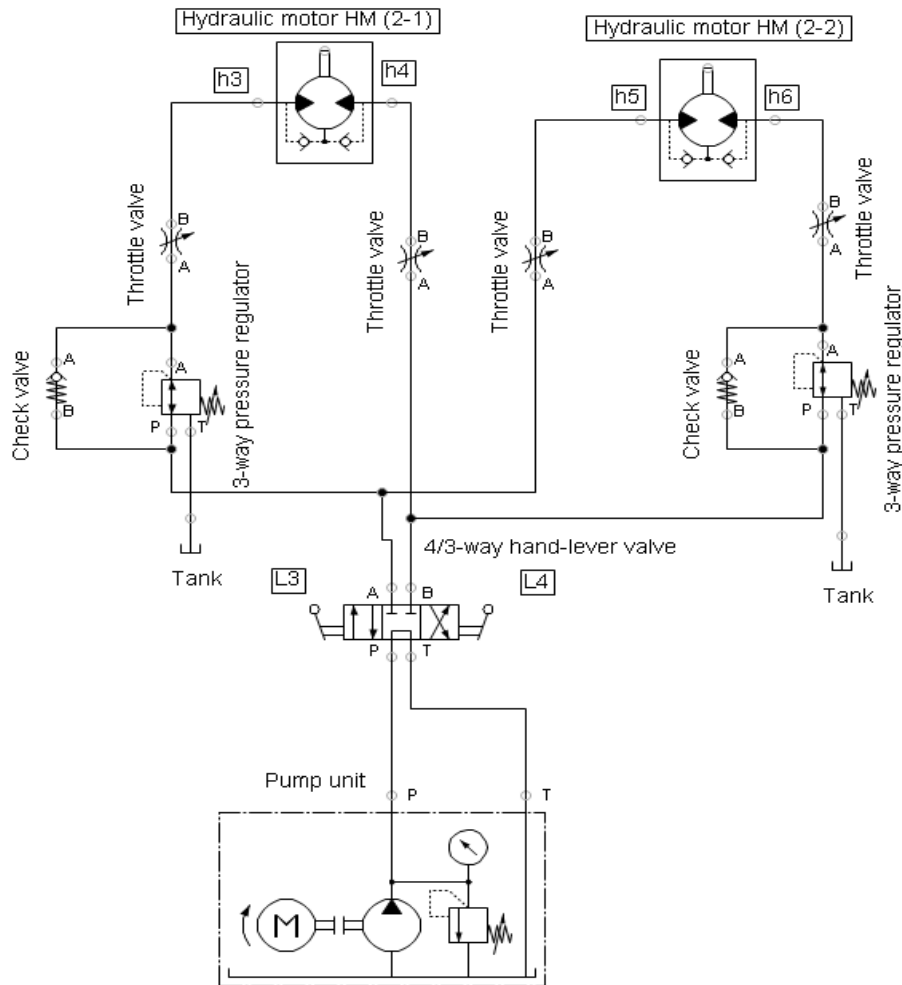 Hydraulic motor HM (2-1)
Hydraulic motor HM (2-2)
h3
h4
h5
h6
B
Throttle valve
A
B
Throttle valve
A
B
Throttle valve
A
B
Throttle valve
A
Check valve
A
B
A
P
T
3-way pressure regulator
Check valve
A
B
A
P
T
3-way pressure regulator
Tank
Tank
4/3-way hand-lever valve
L3
A
B
L4
P
T
Pump unit
P
T
M